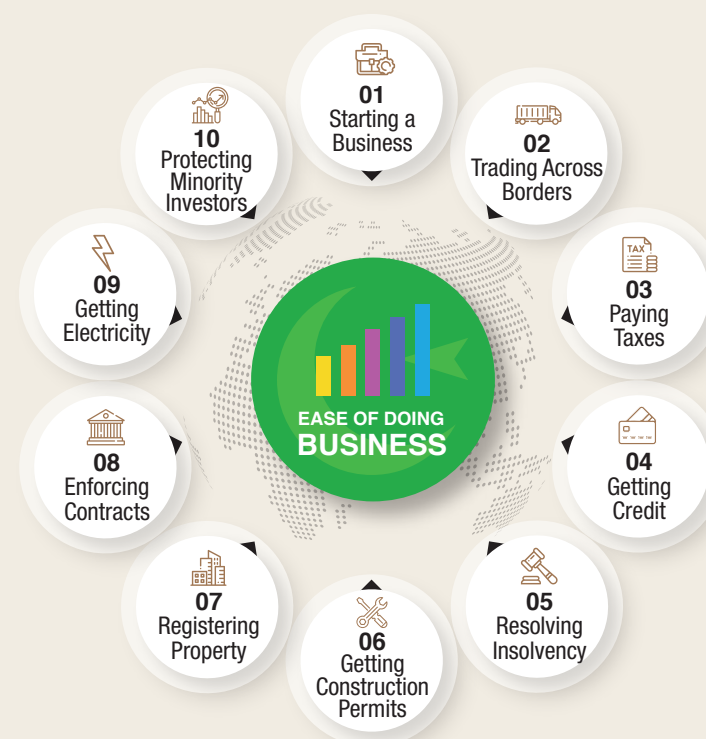 01
Starting a
Business
02
Trading Across
Borders
TAX
03
Paying
Taxes
04
Getting
Credit
05
Resolving
Insolvency
06
Getting
Construction
Permits
07
Registering
Property
08
Enforcing
Contracts
09
Getting
Electricity
10
Protecting
Minority
Investors
EASE OF DOING
BUSINESS